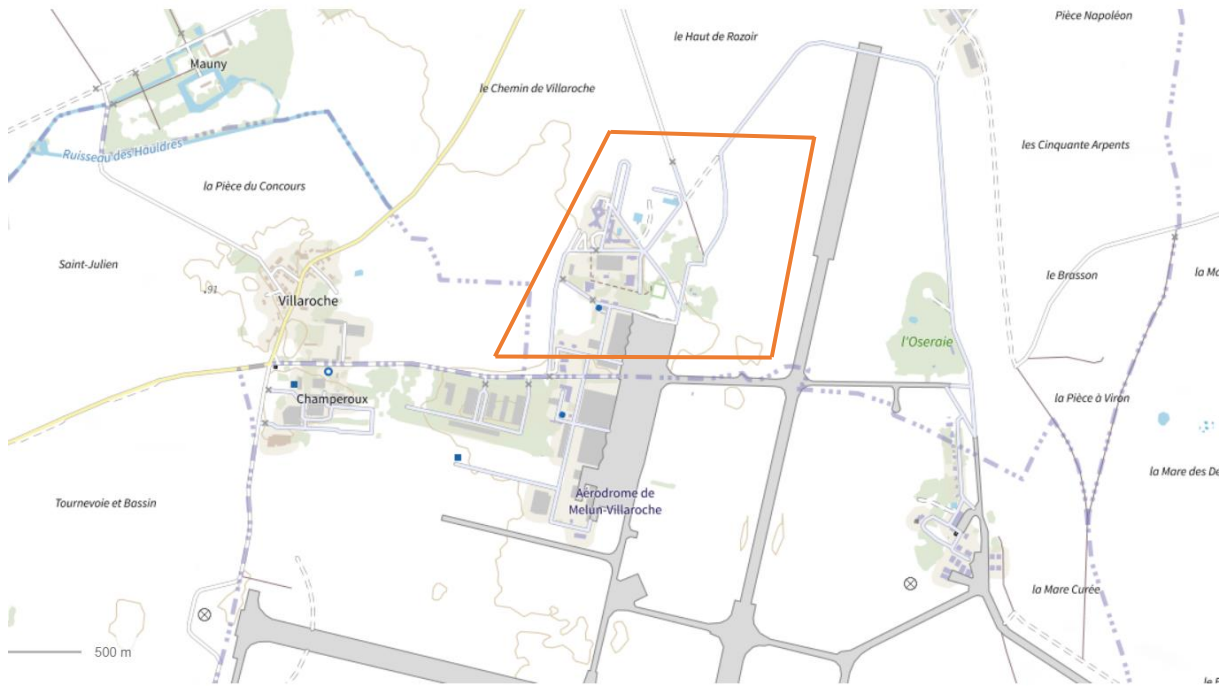 Pièce Napoléon
le Haut de Rozoir
Mauny
le Chemin de Villaroche
Ruisseau des Hauldres
les Cinquante Arpents
la Pièce du Concours
Saint-Julien
91
le Brasson
Villaroche
l'Oseraie
Champeroux
la Pièce à Viron
la Mare des De
Tournevoie et Bassin
Aérodrome de
Melun-Villaroche
la Mare Curée
500 m